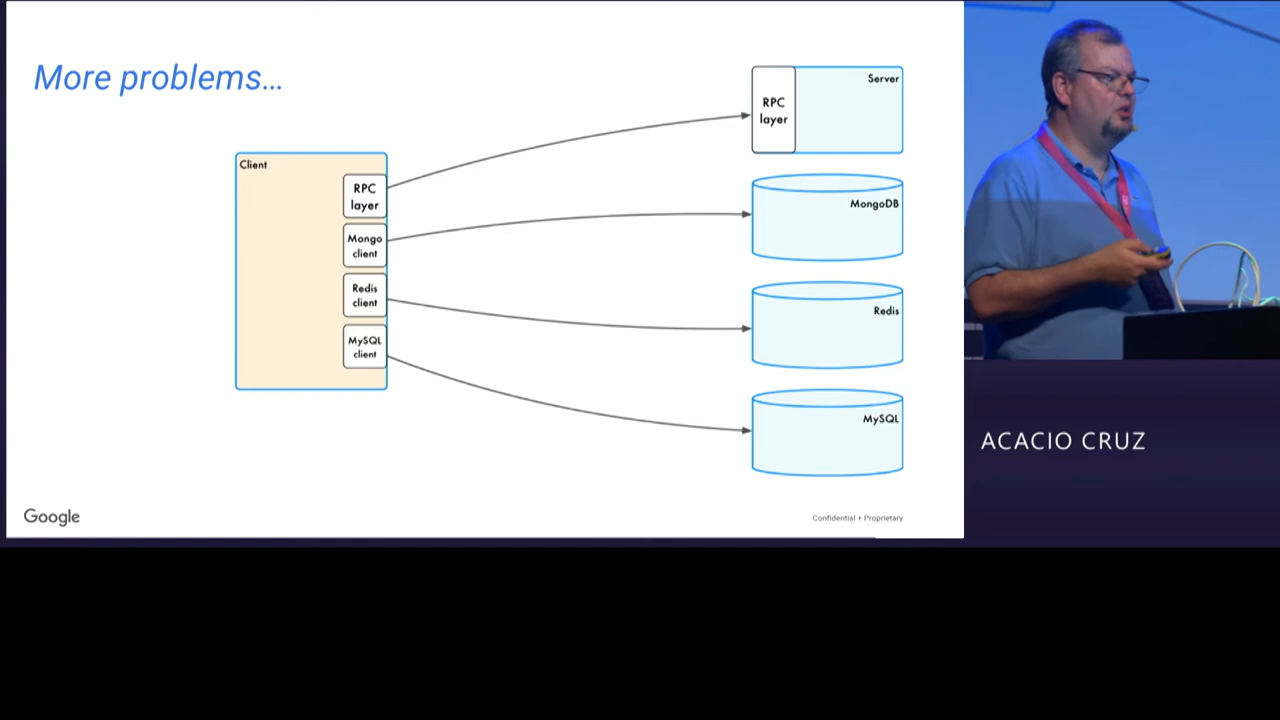 More problems...
Client
RPC
layer
Mongo
client
Redis
client
MySQL
client
RPC
layer
Server
MongoDB
Redis
MySQL
Google
Confidential + Proprietary
ACACIO CRUZ